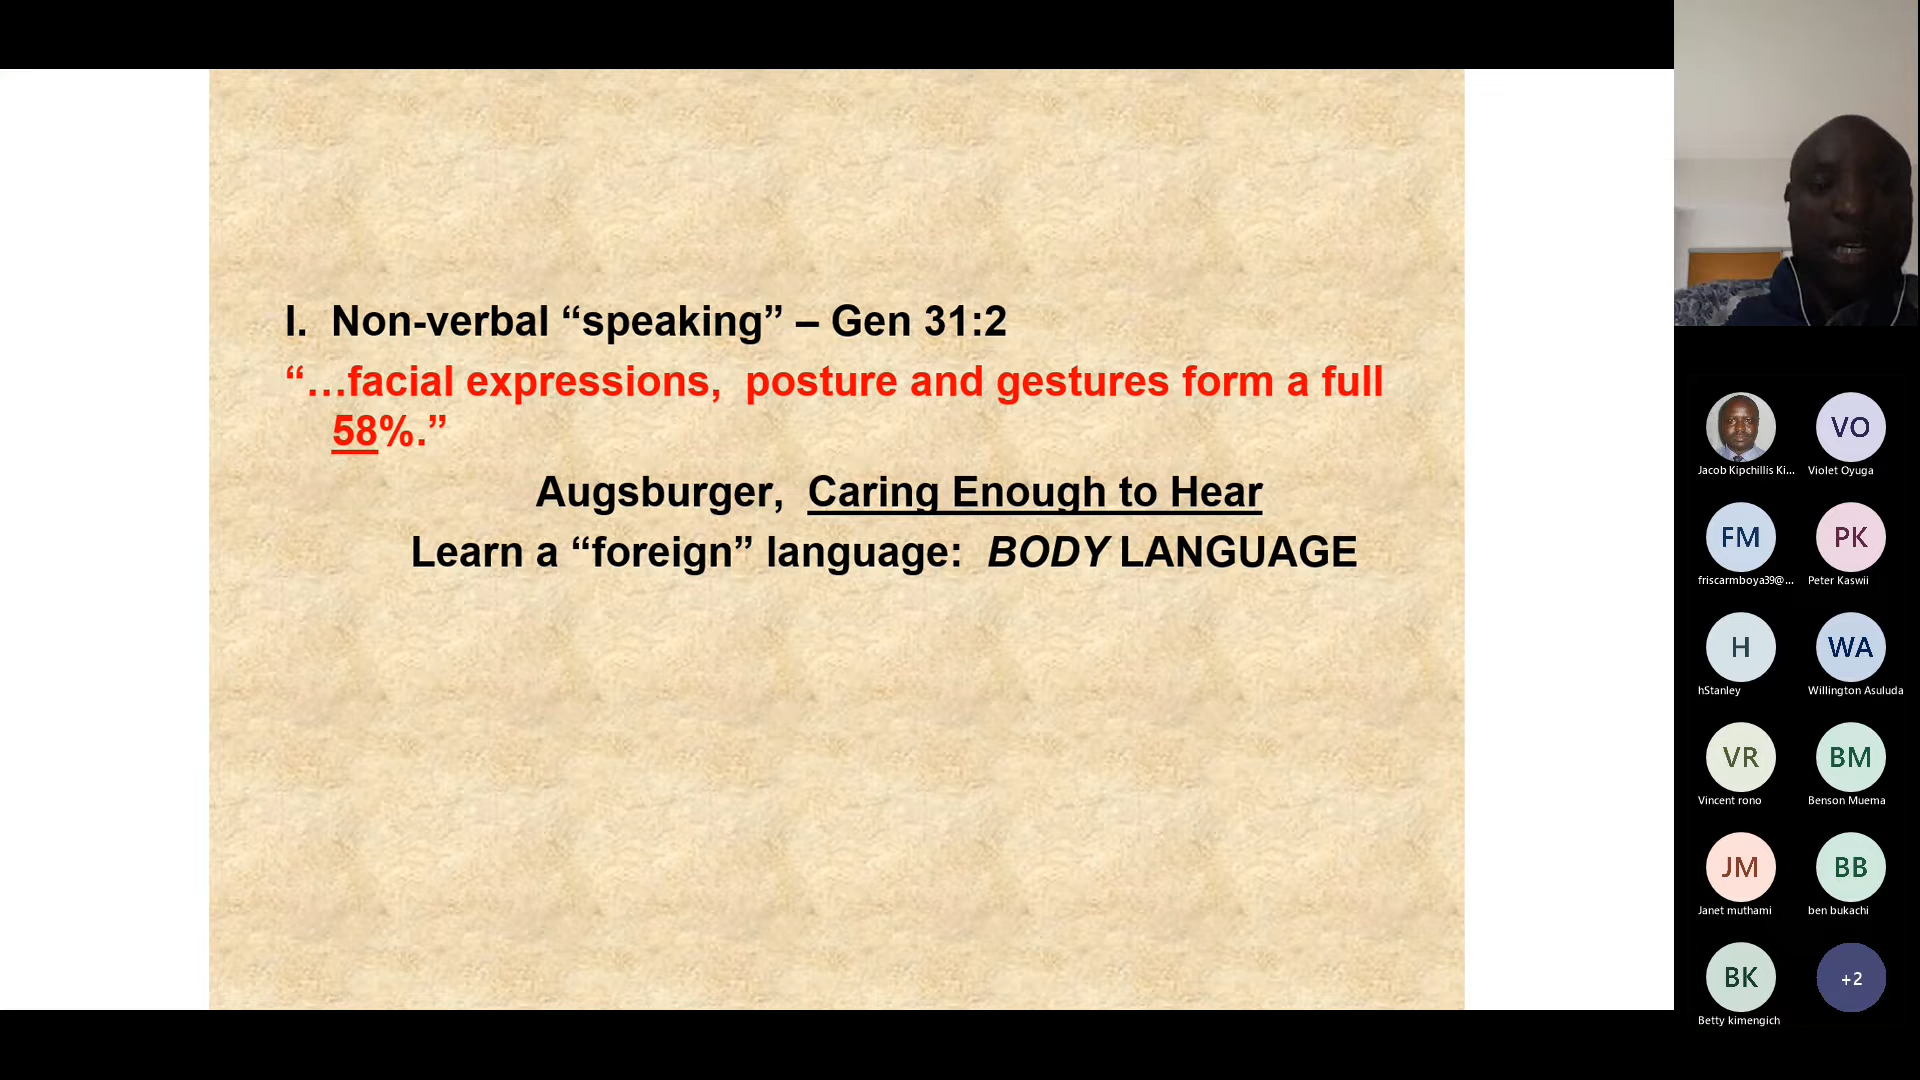 I. Non-verbal “speaking” – Gen 31:2
“…facial expressions, posture and gestures form a full
58%.”
Augsburger, Caring Enough to Hear
Learn a “foreign” language: BODY LANGUAGE
Jacob Kipchillis Ki...
VO
Violet Oyuga
FM
friscarmboya39@...
PK
Peter Kaswii
H
hStanley
WA
Willington Asuluda
VR
Vincent rono
BM
Benson Muema
JM
Janet muthami
BB
ben bukachi
BK
Betty kimengich
+2